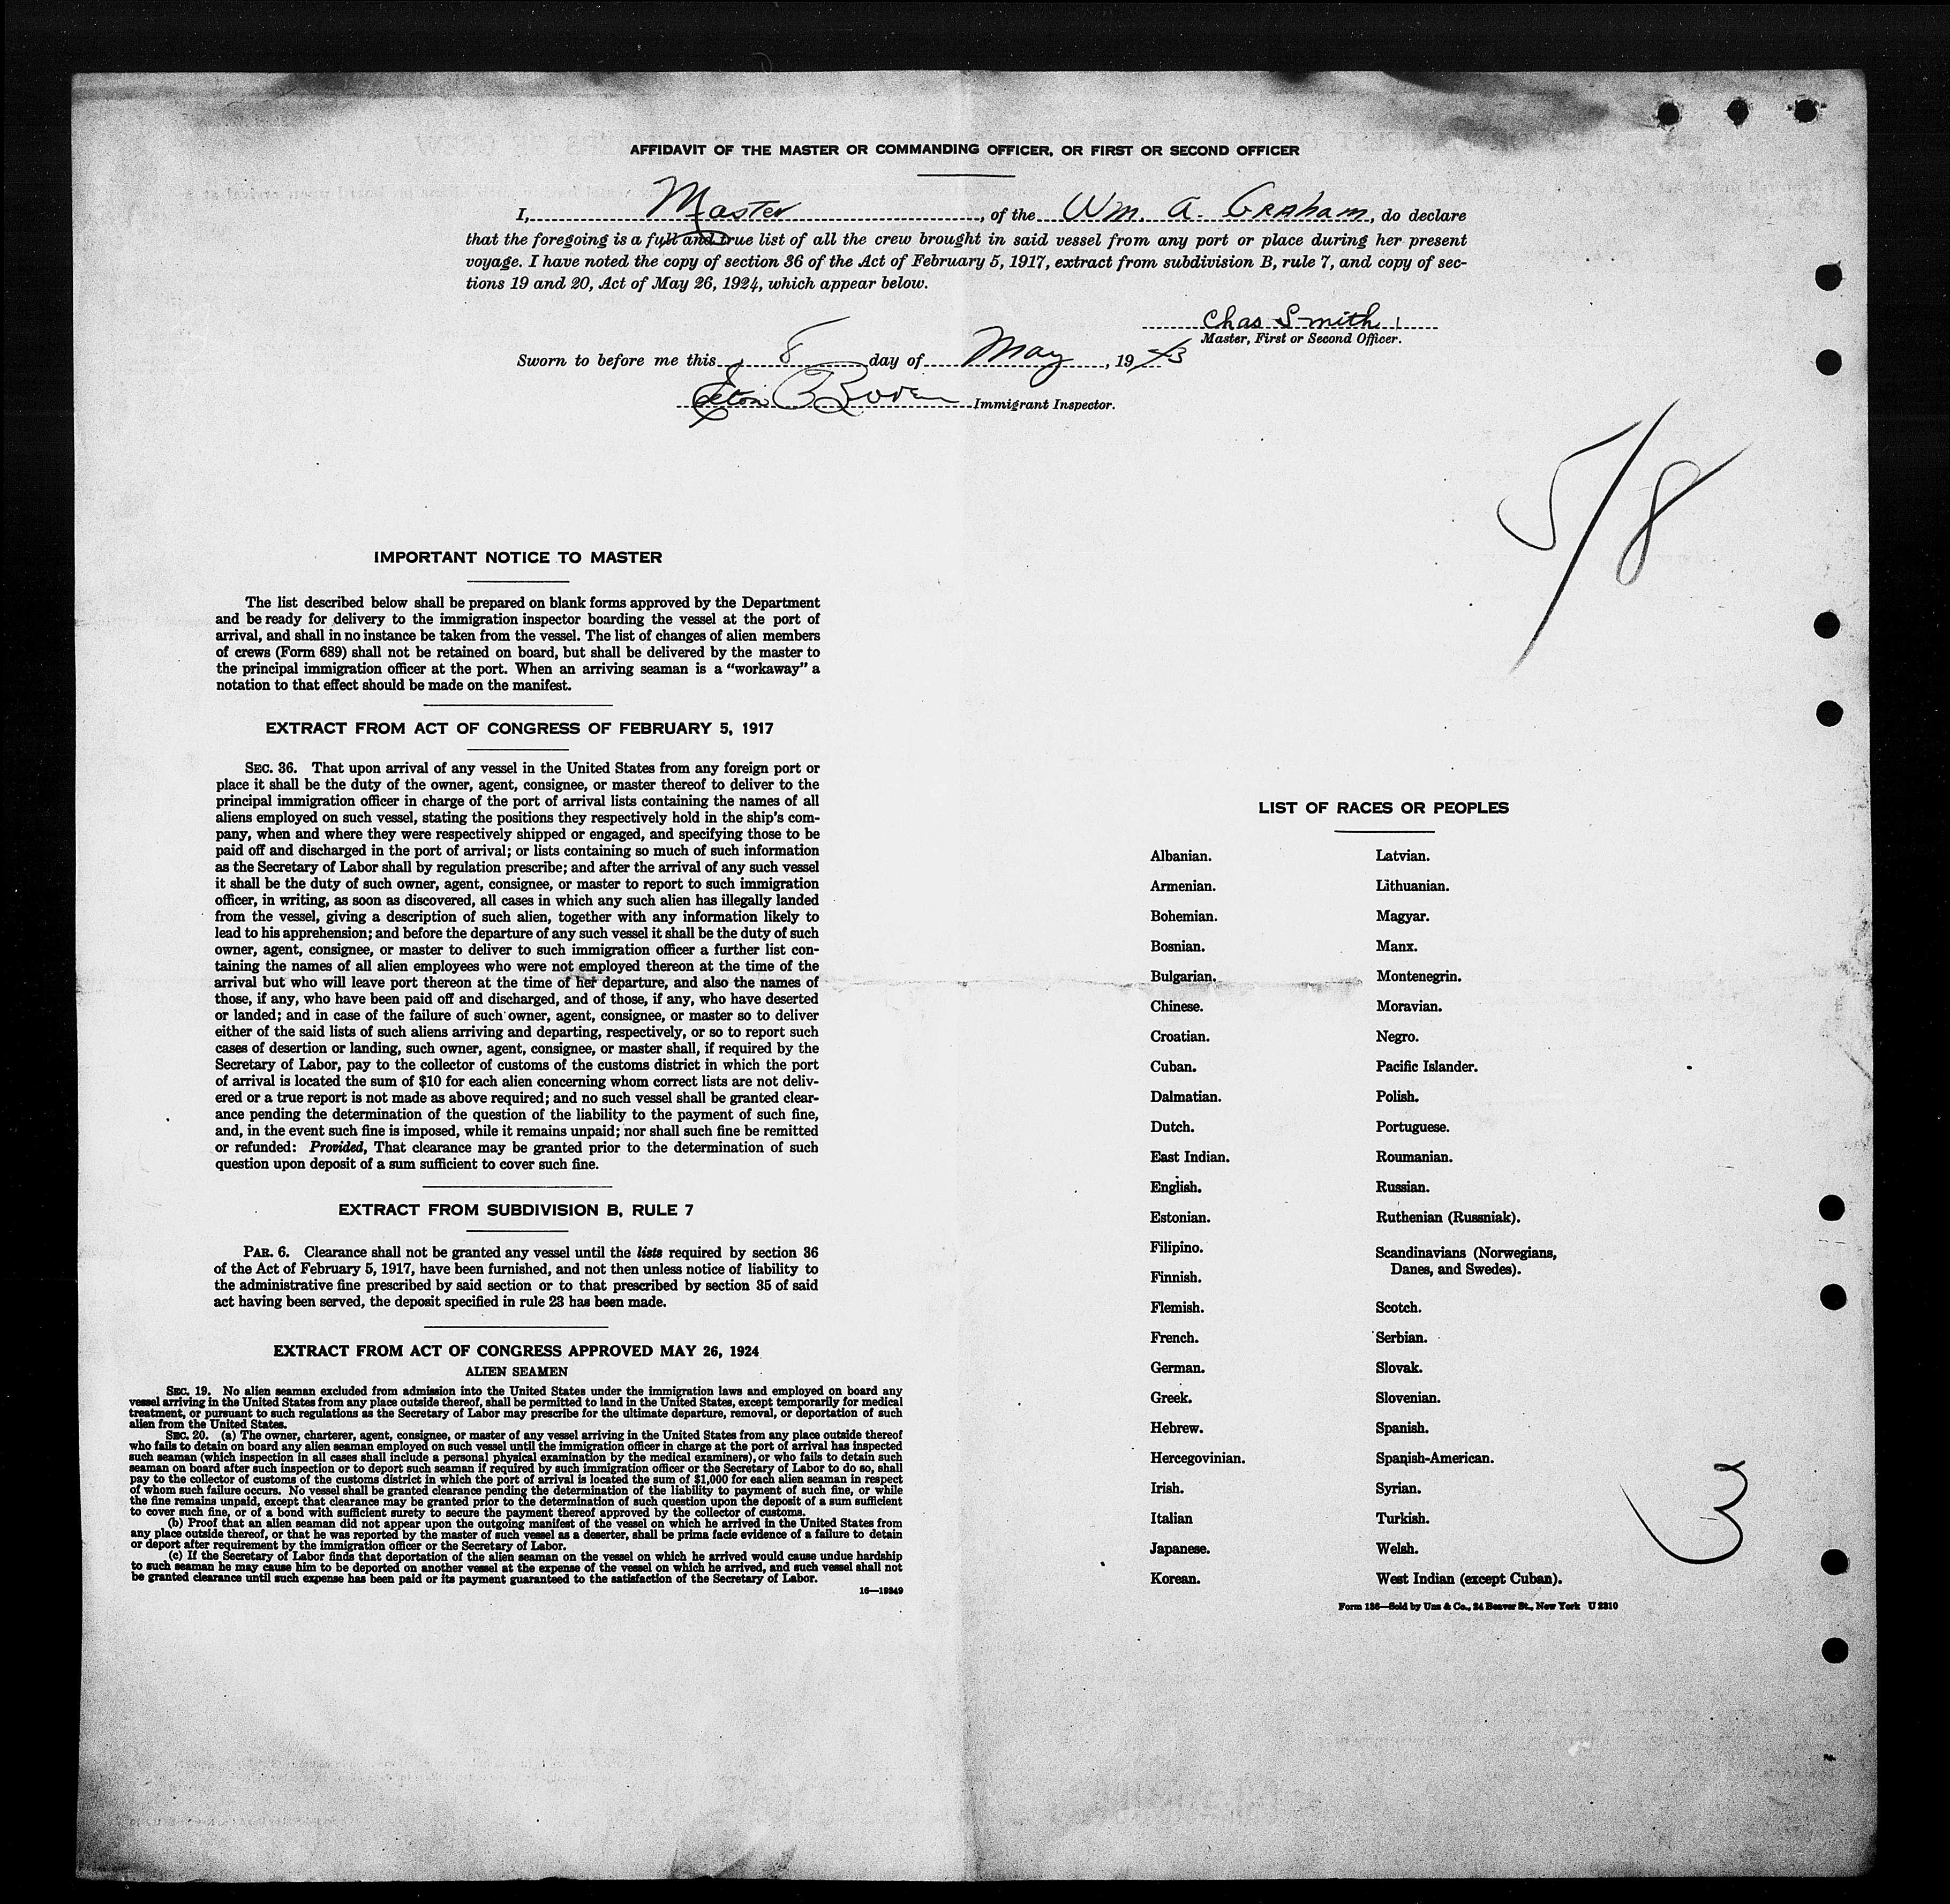 AFFIDAVIT OF THE MASTER OR COMMANDING OFFICER, OR FIRST OR SECOND OFFICER
I, Master, of the Wm. A. Graham, do declare
that the foregoing is a full and true list of all the crew brought in said vessel from any port or place during her present
voyage. I have noted the copy of section 36 of the Act of February 5, 1917, extract from subdivision B, rule 7, and copy of sec-
tions 19 and 20, Act of May 26, 1924, which appear below.
Chas Smith
Master, First or Second Officer.
Sworn to before me this 8 day of May, 1943
Immigrant Inspector.
5/8
IMPORTANT NOTICE TO MASTER
The list described below shall be prepared on blank forms approved by the Department
and be ready for delivery to the immigration inspector boarding the vessel at the port of
arrival, and shall in no instance be taken from the vessel. The list of changes of alien members
of crews (Form 689) shall not be retained on board, but shall be delivered by the master to
the principal immigration officer at the port. When an arriving seaman is a "workaway" a
notation to that effect should be made on the manifest.
EXTRACT FROM ACT OF CONGRESS OF FEBRUARY 5, 1917
SEC. 36. That upon arrival of any vessel in the United States from any foreign port or
place it shall be the duty of the owner, agent, consignee, or master thereof to deliver to the
principal immigration officer in charge of the port of arrival lists containing the names of all
aliens employed on such vessel, stating the positions they respectively hold in the ship's com-
pany, when and where they were respectively shipped or engaged, and specifying those to be
paid off and discharged in the port of arrival; or lists containing so much of such information
as the Secretary of Labor shall by regulation prescribe; and after the arrival of any such vessel
it shall be the duty of such owner, agent, consignee, or master to report to such immigration
officer, in writing, as soon as discovered, all cases in which any such alien has illegally landed
from the vessel, giving a description of such alien, together with any information likely to
lead to his apprehension; and before the departure of any such vessel it shall be the duty of such
owner, agent, consignee, or master to deliver to such immigration officer a further list con-
taining the names of all alien employees who were not employed thereon at the time of the
arrival but who will leave port thereon at the time of her departure, and also the names of
those, if any, who have been paid off and discharged, and of those, if any, who have deserted
or landed; and in case of the failure of such owner, agent, consignee, or master so to deliver
either of the said lists of such aliens arriving and departing, respectively, or so to report such
cases of desertion or landing, such owner, agent, consignee, or master shall, if required by the
Secretary of Labor, pay to the collector of customs of the customs district in which the port
of arrival is located the sum of $10 for each alien concerning whom correct lists are not deliv-
ered or a true report is not made as above required; and no such vessel shall be granted clear-
ance pending the determination of the question of the liability to the payment of such fine,
and, in the event such fine is imposed, while it remains unpaid; nor shall such fine be remitted
or refunded: Provided, That clearance may be granted prior to the determination of such
question upon deposit of a sum sufficient to cover such fine.
EXTRACT FROM SUBDIVISION B, RULE 7
PAR. 6. Clearance shall not be granted any vessel until the lists required by section 36
of the Act of February 5, 1917, have been furnished, and not then unless notice of liability to
the administrative fine prescribed by said section or to that prescribed by section 35 of said
act having been served, the deposit specified in rule 23 has been made.
EXTRACT FROM ACT OF CONGRESS APPROVED MAY 26, 1924
ALIEN SEAMEN
SEC. 19. No alien seaman excluded from admission into the United States under the immigration laws and employed on board any
vessel arriving in the United States from any place outside thereof, shall be permitted to land in the United States, except temporarily for medical
treatment, or pursuant to such regulations as the Secretary of Labor may prescribe for the ultimate departure, removal, or deportation of such
alien from the United States.
SEC. 20. (a) The owner, charterer, agent, consignee, or master of any vessel arriving in the United States from any place outside thereof
who fails to detain on board any alien seaman employed on such vessel until the immigration officer in charge at the port of arrival has inspected
such seaman (which inspection in all cases shall include a personal physical examination by the medical examiners), or who fails to detain such
seaman on board after such inspection or to deport such seaman if required by such immigration officer or the Secretary of Labor to do so, shall
pay to the collector of customs of the customs district in which the port of arrival is located the sum of $1,000 for each alien seaman in respect
of whom such failure occurs. No vessel shall be granted clearance pending the determination of the liability to the payment of such fine, or while
the fine remains unpaid, except that clearance may be granted prior to the determination of such question upon the deposit of a sum sufficient
to cover such fine, or of a bond with sufficient surety to secure the payment thereof approved by the collector of customs.
(b) Proof that an alien seaman did not appear upon the outgoing manifest of the vessel on which he arrived in the United States from
any place outside thereof, or that he was reported by the master of such vessel as a deserter, shall be prima facie evidence of a failure to detain
or deport after requirement by the immigration officer or the Secretary of Labor.
(c) If the Secretary of Labor finds that deportation of the alien seaman on the vessel on which he arrived would cause undue hardship
to such seaman he may cause him to be deported on another vessel at the expense of the vessel on which he arrived, and such vessel shall not
be granted clearance until such expense has been paid or its payment guaranteed to the satisfaction of the Secretary of Labor.
16—19349
LIST OF RACES OR PEOPLES
Albanian.
Armenian.
Bohemian.
Bosnian.
Bulgarian.
Chinese.
Croatian.
Cuban.
Dalmatian.
Dutch.
East Indian.
English.
Estonian.
Filipino.
Finnish.
Flemish.
French.
German.
Greek.
Hebrew.
Hercegovinian.
Irish.
Italian
Japanese.
Korean.
Latvian.
Lithuanian.
Magyar.
Manx.
Montenegrin.
Moravian.
Negro.
Pacific Islander.
Polish.
Portuguese.
Roumanian.
Russian.
Ruthenian (Russniak).
Scandinavians (Norwegians,
Danes, and Swedes).
Scotch.
Serbian.
Slovak.
Slovenian.
Spanish.
Spanish-American.
Syrian.
Turkish.
Welsh.
West Indian (except Cuban).
Form 136—Sold by Unz & Co., 24 Beaver St., New York U 2310
3